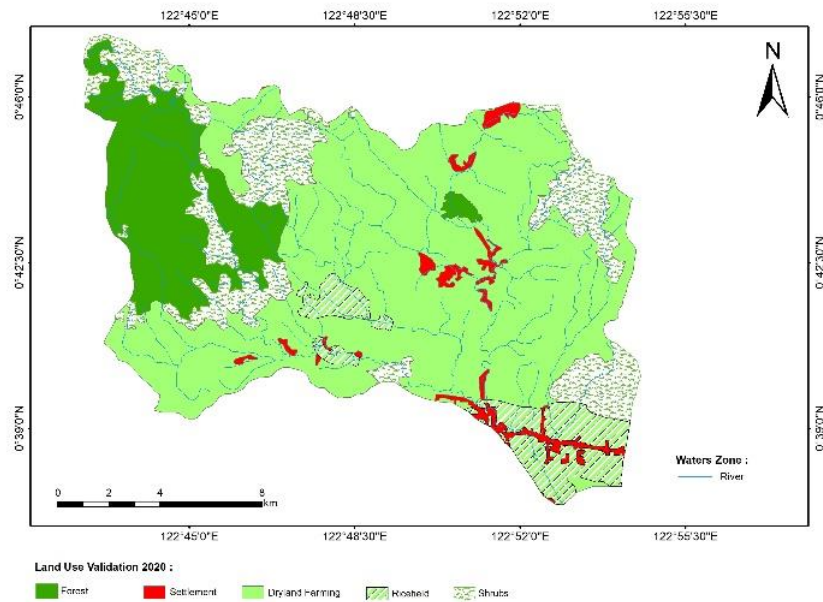 122°45'0"E 122°48'30"E 122°52'0"E 122°55'30"E
N
0°46'0"N 0°46'0"N
0°42'30"N 0°42'30"N
0°39'0"N 0°39'0"N
Waters Zone :
River
0 2 4 6 8
km
122°45'0"E 122°48'30"E 122°52'0"E 122°55'30"E
Land Use Validation 2020 :
Forest Settlement Dryland Farming Ricefield Shrubs